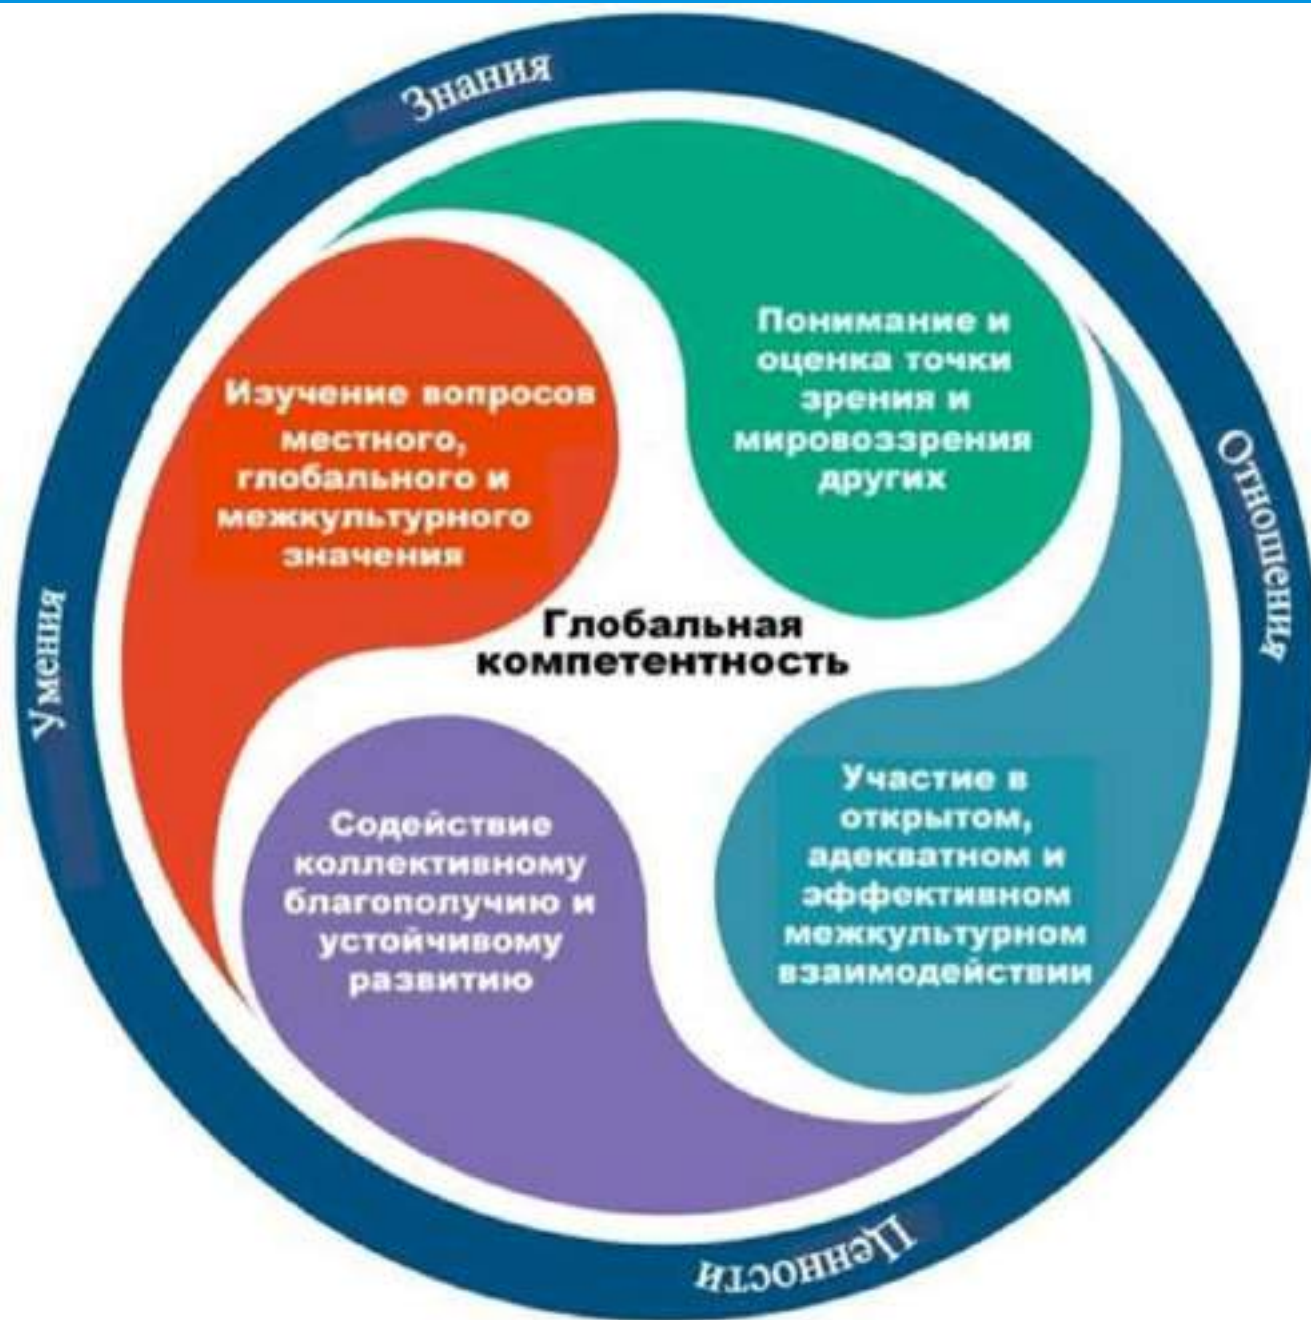 Знания
Понимание и
оценка точки
зрения и
мировоззрения
других
Изучение вопросов
местного,
глобального и
межкультурного
значения
Отношения
Умения
Глобальная
компетентность
Участие в
открытом,
адекватном и
эффективном
межкультурном
взаимодействии
Содействие
коллективному
благополучию и
устойчивому
развитию
Ценности